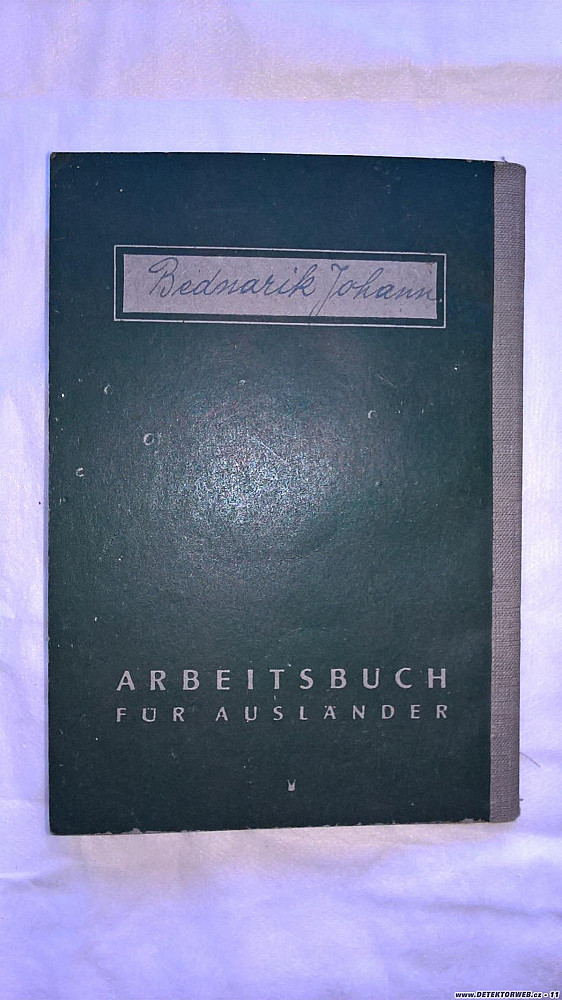 Bednarik Johann.
ARBEITSBUCH
FÜR AUSLÄNDER
www.DETEKTORWEB.cz - 11